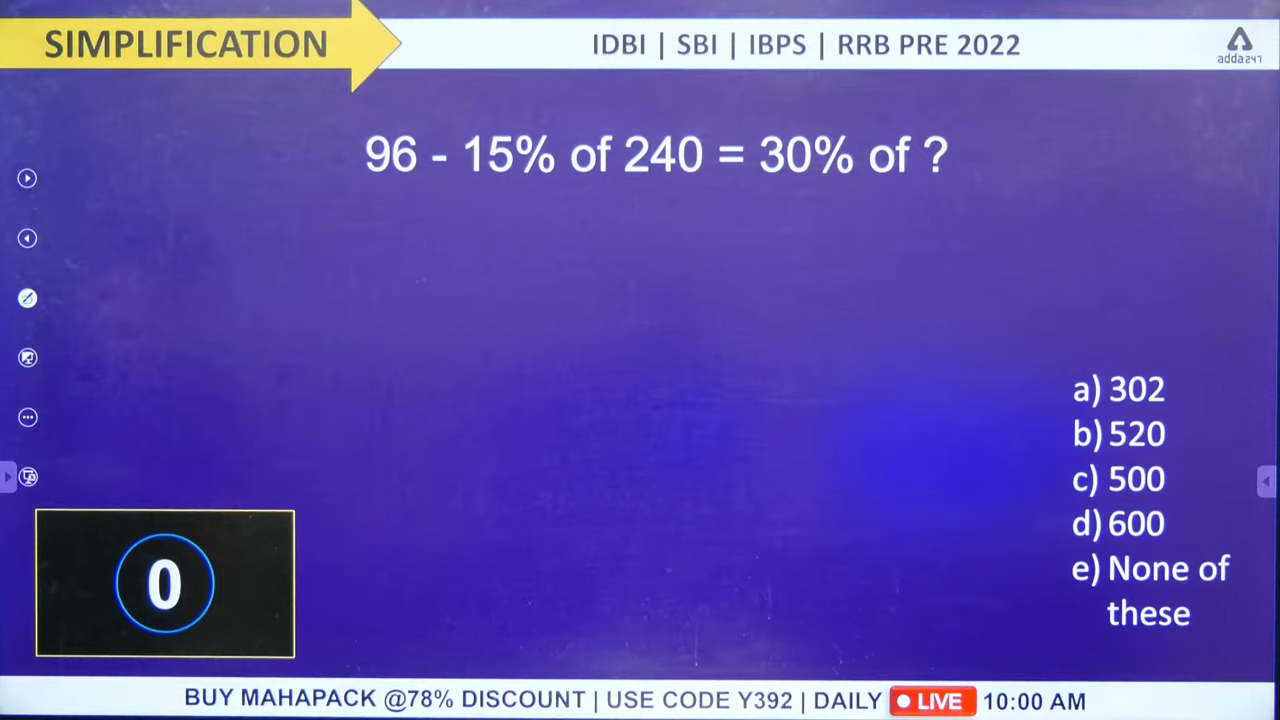 SIMPLIFICATION
IDBI | SBI | IBPS | RRB PRE 2022
adda247
96 - 15% of 240 = 30% of ?
a) 302
b) 520
c) 500
d) 600
e) None of
these
0
BUY MAHAPACK @78% DISCOUNT | USE CODE Y392 | DAILY LIVE 10:00 AM